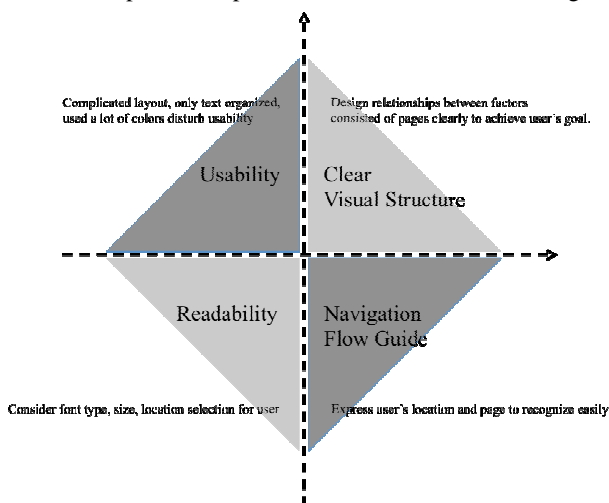 Complicated layout, only text organized,
used a lot of colors disturb usability
Design relationships between factors
consisted of pages clearly to achieve user's goal.
Usability
Clear
Visual Structure
Readability
Navigation
Flow Guide
Consider font type, size, location selection for user
Express user's location and page to recognize easily